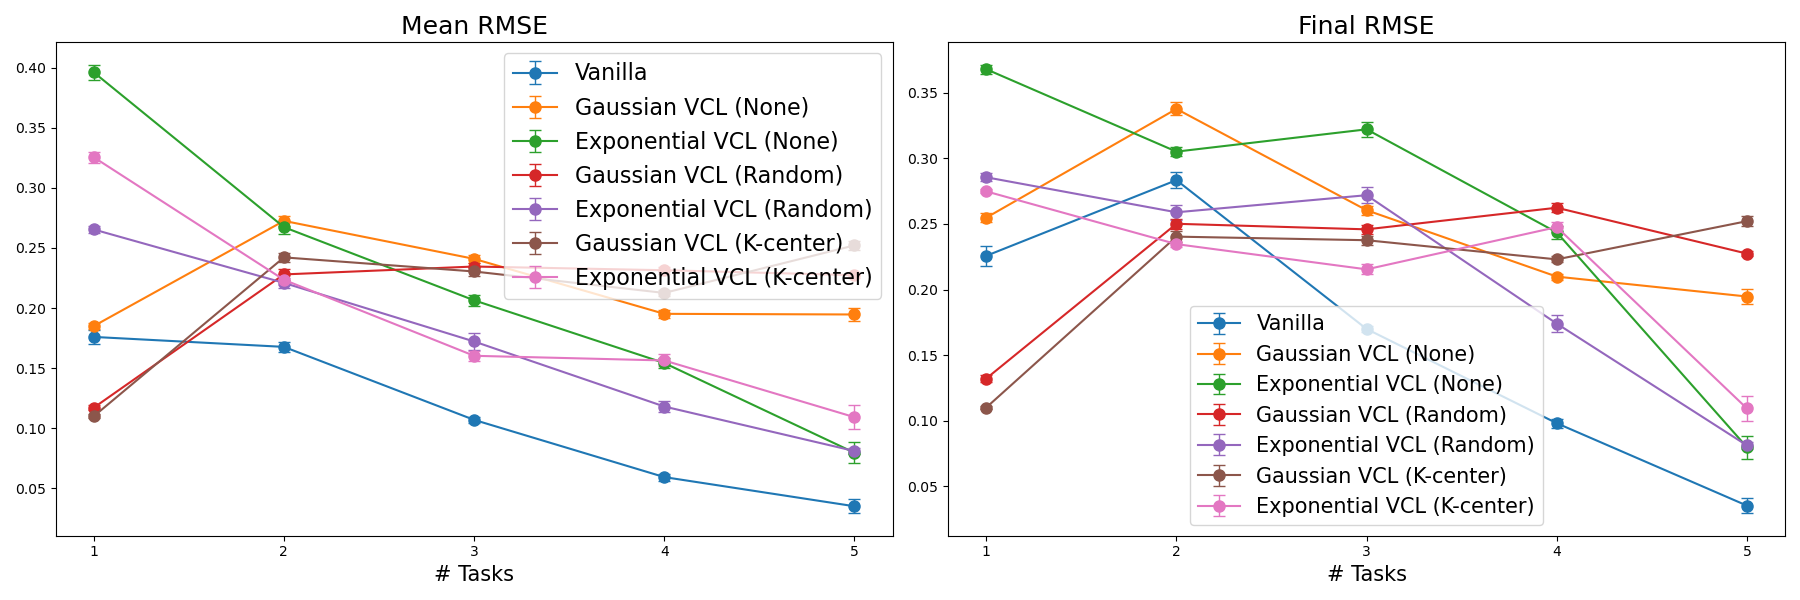 Mean RMSE
0.40
0.35
0.30
0.25
0.20
0.15
0.10
0.05
Vanilla
Gaussian VCL (None)
Exponential VCL (None)
Gaussian VCL (Random)
Exponential VCL (Random)
Gaussian VCL (K-center)
Exponential VCL (K-center)
1 2 3 4 5
# Tasks
Final RMSE
0.35
0.30
0.25
0.20
0.15
0.10
0.05
Vanilla
Gaussian VCL (None)
Exponential VCL (None)
Gaussian VCL (Random)
Exponential VCL (Random)
Gaussian VCL (K-center)
Exponential VCL (K-center)
1 2 3 4 5
# Tasks